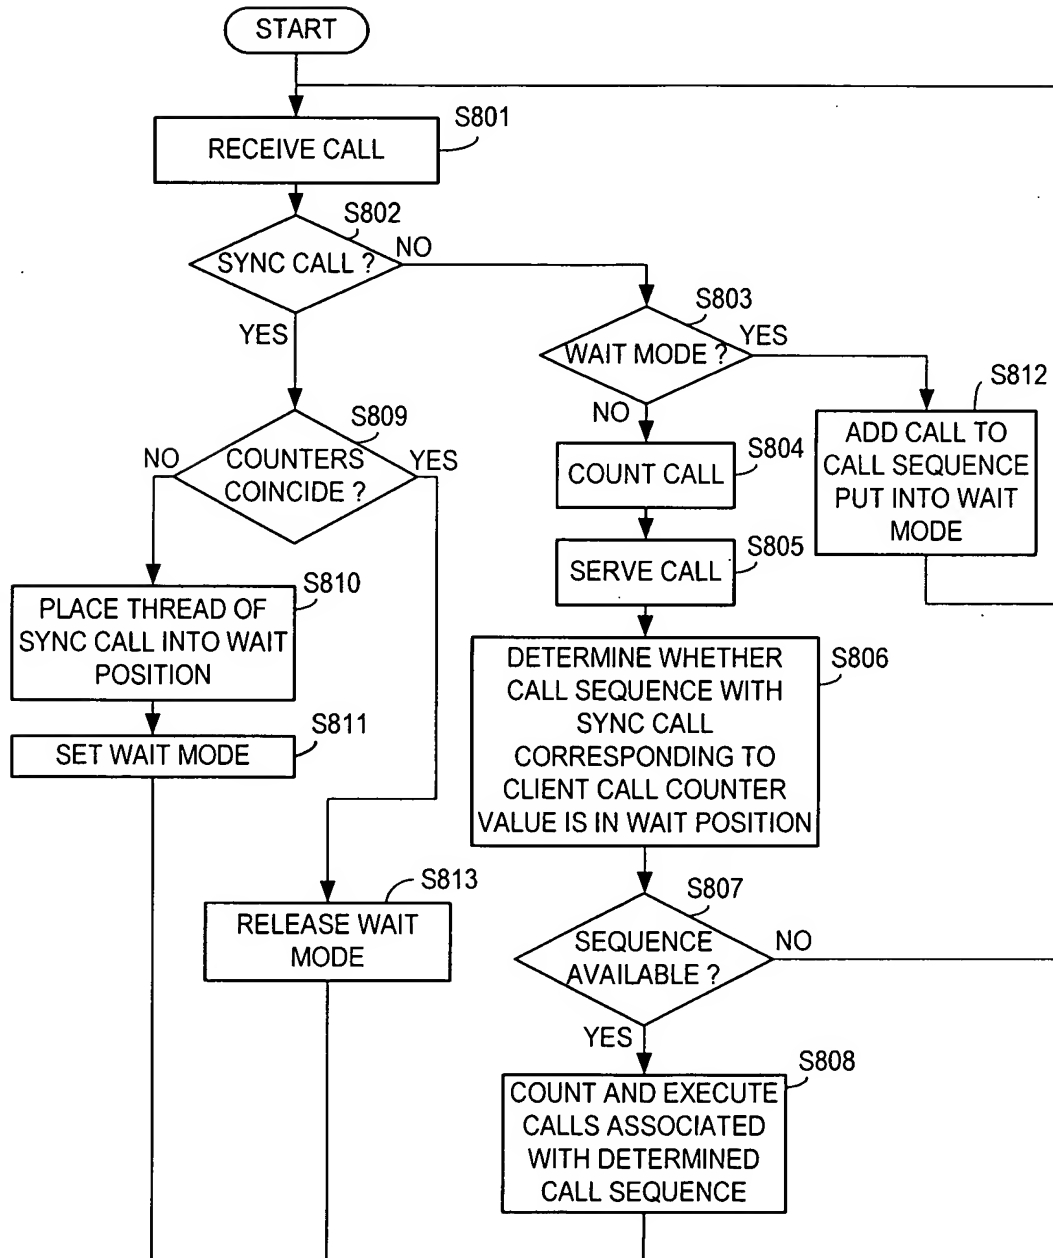 START
S801
RECEIVE CALL
S802
SYNC CALL ?
NO
YES
S803
WAIT MODE ?
YES
NO
S812
ADD CALL TO
CALL SEQUENCE
PUT INTO WAIT
MODE
S809
COUNTERS
COINCIDE ?
NO
YES
S804
COUNT CALL
S805
SERVE CALL
S810
PLACE THREAD OF
SYNC CALL INTO WAIT
POSITION
S811
SET WAIT MODE
S806
DETERMINE WHETHER
CALL SEQUENCE WITH
SYNC CALL
CORRESPONDING TO
CLIENT CALL COUNTER
VALUE IS IN WAIT POSITION
S813
RELEASE WAIT
MODE
S807
SEQUENCE
AVAILABLE ?
NO
YES
S808
COUNT AND EXECUTE
CALLS ASSOCIATED
WITH DETERMINED
CALL SEQUENCE